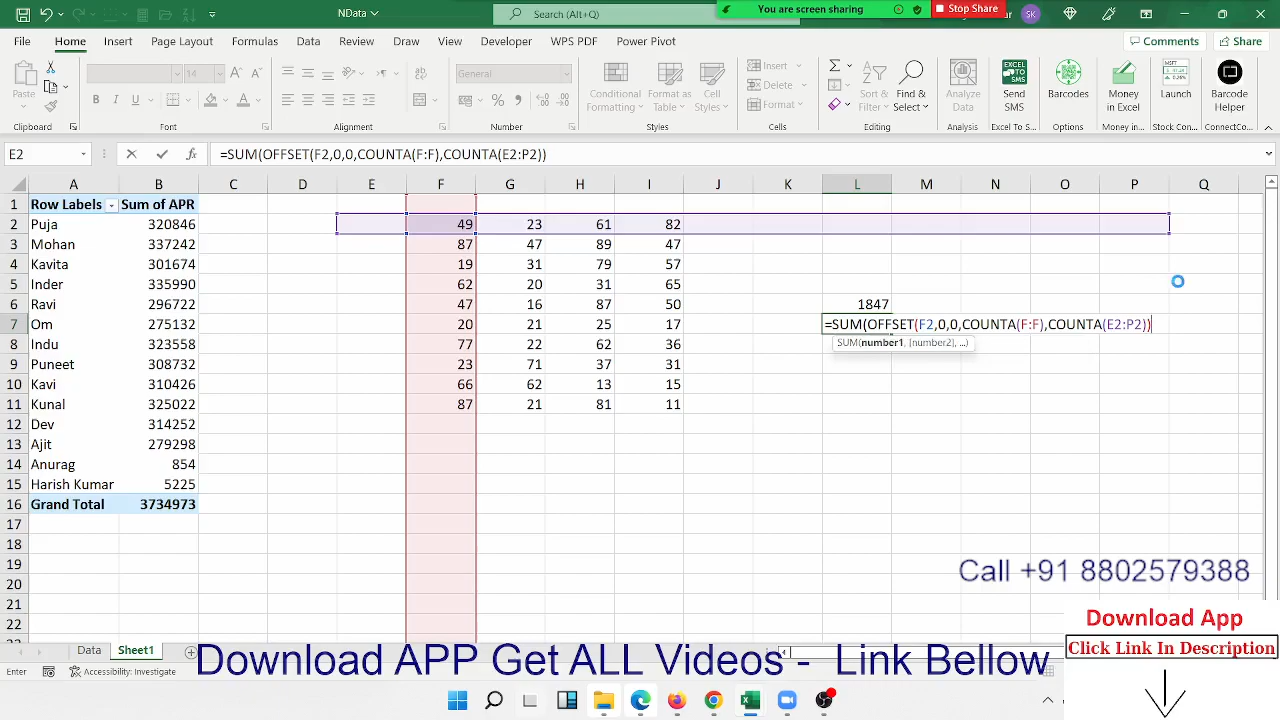 NData
Search (Alt+Q)
You are screen sharing
Stop Share
ar
SK
File Home Insert Page Layout Formulas Data Review Draw View Developer WPS PDF Power Pivot
Comments
Share
Paste
14
B I U
General
Conditional Formatting
Format as Table
Cell Styles
Insert
Delete
Format
Sort & Filter
Find & Select
Analyze Data
Send SMS
Barcodes
Money in Excel
Launch
Barcode Helper
Clipboard Font Alignment Number Styles Cells Editing Analysis Excel To S... Options Money in... Stock Con... ConnectCo...
E2 fx =SUM(OFFSET(F2,0,0,COUNTA(F:F),COUNTA(E2:P2))
A B C D E F G H I J K L M N O P Q
1 Row Labels Sum of APR
2 Puja 320846 49 23 61 82
3 Mohan 337242 87 47 89 47
4 Kavita 301674 19 31 79 57
5 Inder 335990 62 20 31 65
6 Ravi 296722 47 16 87 50 1847
7 Om 275132 20 21 25 17 =SUM(OFFSET(F2,0,0,COUNTA(F:F),COUNTA(E2:P2))
SUM(number1, [number2], ...)
8 Indu 323558 77 22 62 36
9 Puneet 308732 23 71 37 31
10 Kavi 310426 66 62 13 15
11 Kunal 325022 87 21 81 11
12 Dev 314252
13 Ajit 279298
14 Anurag 854
15 Harish Kumar 5225
16 Grand Total 3734973
17
18
19
20
21
22
Call +91 8802579388
Download App
Click Link In Description
Data Sheet1
Download APP Get ALL Videos - Link Bellow
Enter
Accessibility: Investigate